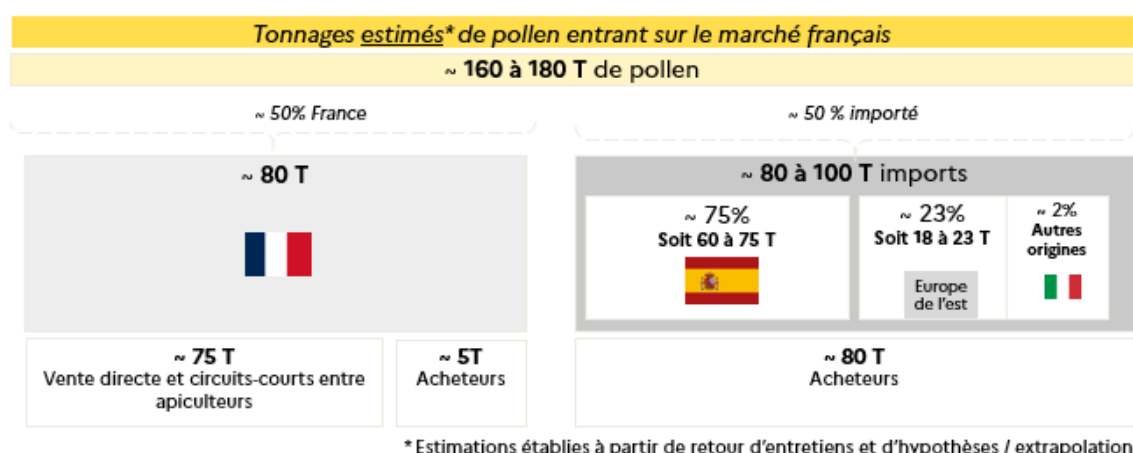 Tonnages estimés* de pollen entrant sur le marché français
~ 160 à 180 T de pollen
~ 50% France
~ 50 % importé
~ 80 T
~ 80 à 100 T imports
~ 75%
Soit 60 à 75 T
~ 23%
Soit 18 à 23 T
Europe
de l'est
~ 2%
Autres
origines
~ 75 T
Vente directe et circuits-courts entre
apiculteurs
~ 5T
Acheteurs
~ 80 T
Acheteurs
* Estimations établies à partir de retour d'entretiens et d'hypothèses / extrapolation